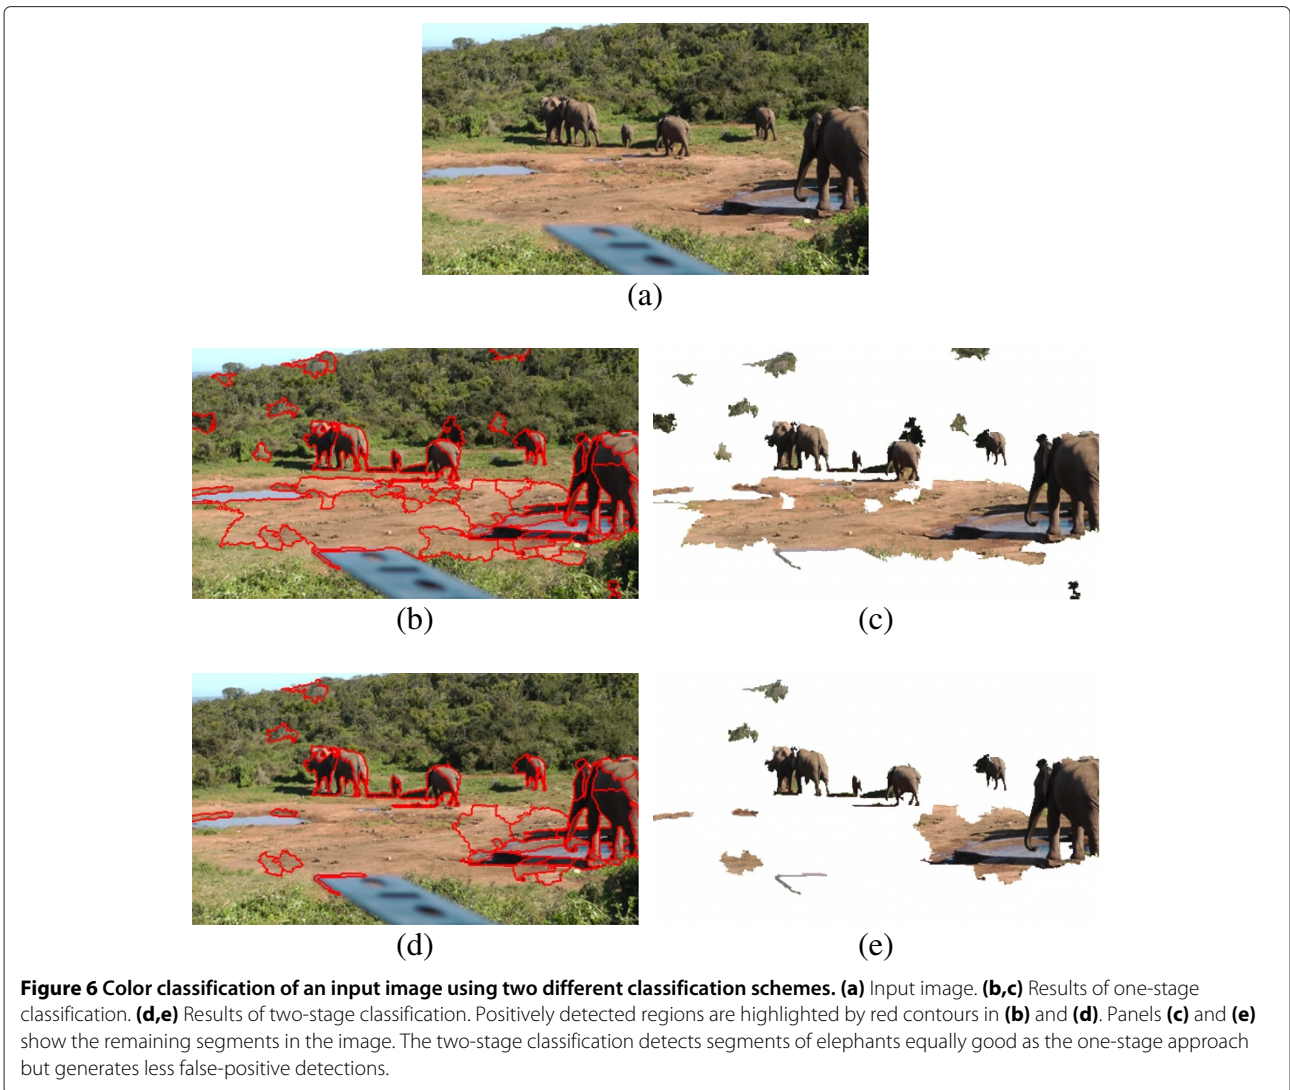 (a)
(b)
(c)
(d)
(e)
Figure 6 Color classification of an input image using two different classification schemes. (a) Input image. (b,c) Results of one-stage
classification. (d,e) Results of two-stage classification. Positively detected regions are highlighted by red contours in (b) and (d). Panels (c) and (e)
show the remaining segments in the image. The two-stage classification detects segments of elephants equally good as the one-stage approach
but generates less false-positive detections.